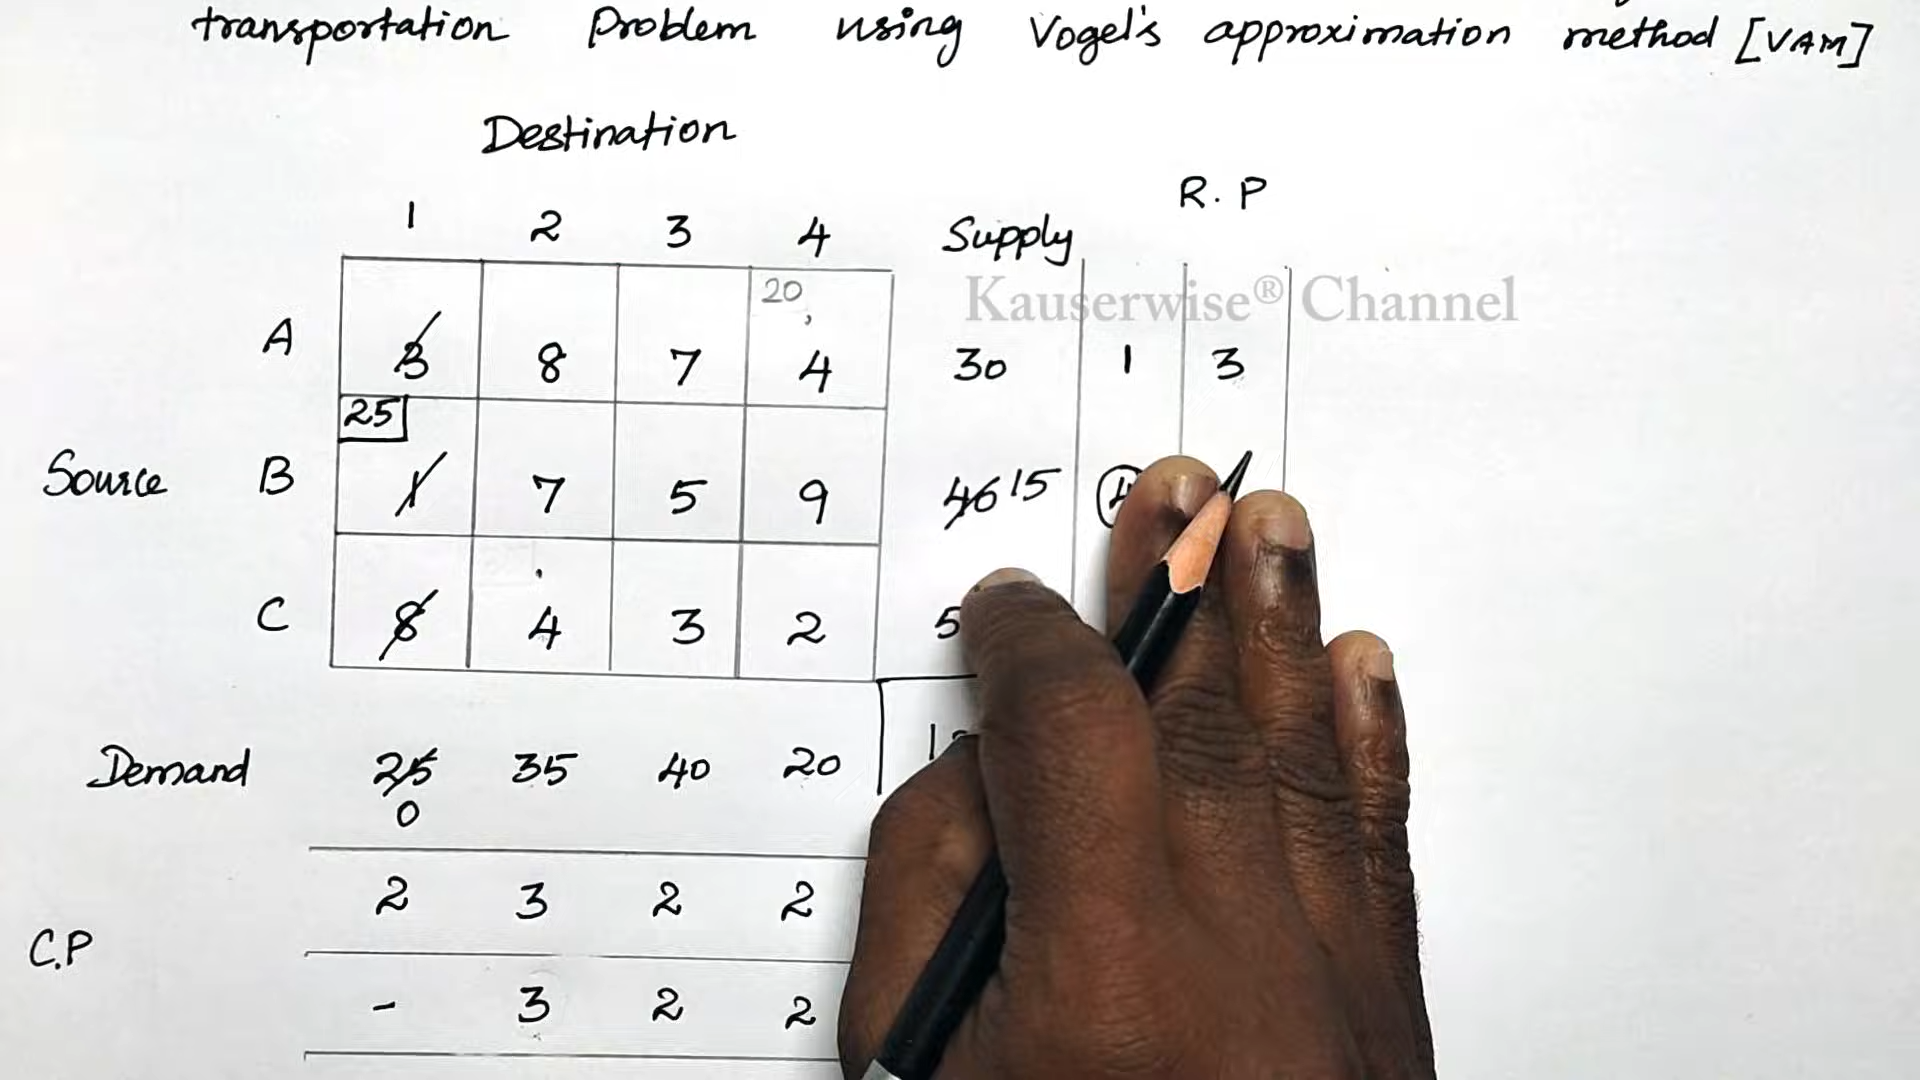 transportation Problem using Vogel's approximation method [VAM]
Destination
R. P
1 2 3 4 Supply
Kauserwise® Channel
20
A 3 8 7 4 30 1 3
25
Source B 1 7 5 9 40 15
C 8 4 3 2
Demand 25 35 40 20
0
2 3 2 2
C.P
- 3 2 2